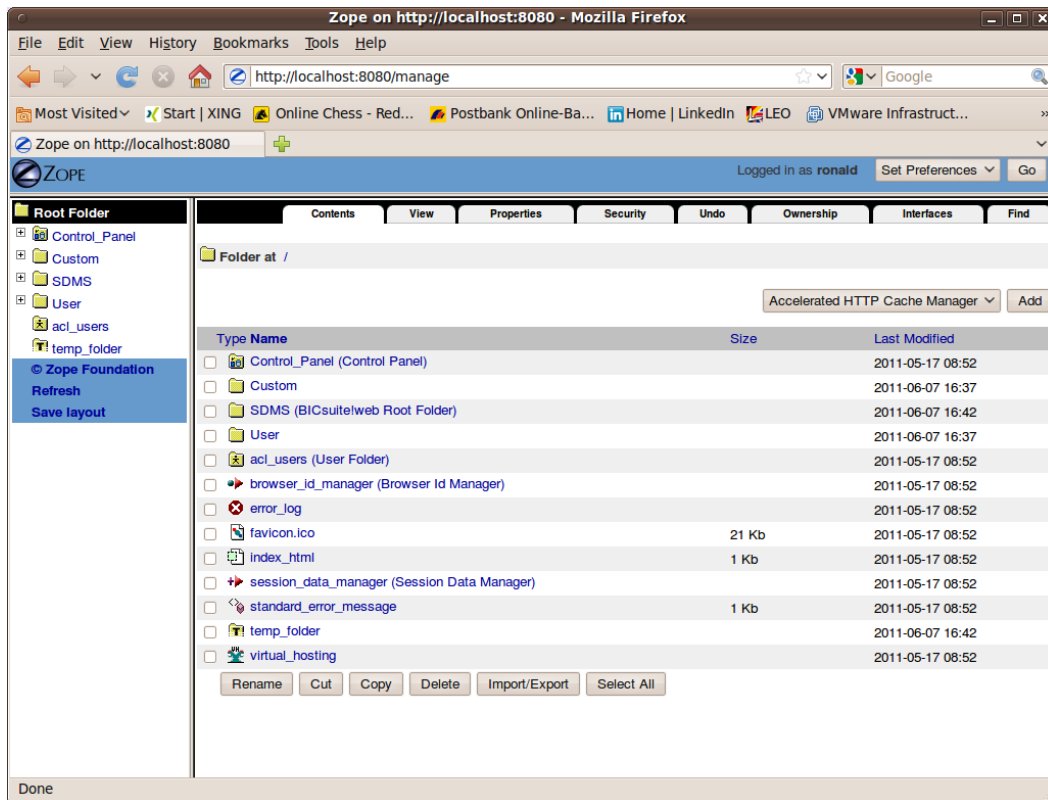 Zope on http://localhost:8080 - Mozilla Firefox
File Edit View History Bookmarks Tools Help
http://localhost:8080/manage Google
Most Visited Start | XING Online Chess - Red... Postbank Online-Ba... Home | LinkedIn LEO VMware Infrastruct... »
Zope on http://localhost:8080
ZOPE Logged in as ronald Set Preferences Go
Root Folder
Control_Panel
Custom
SDMS
User
acl_users
temp_folder
© Zope Foundation
Refresh
Save layout
Contents View Properties Security Undo Ownership Interfaces Find
Folder at /
Accelerated HTTP Cache Manager Add
Type Name Size Last Modified
Control_Panel (Control Panel) 2011-05-17 08:52
Custom 2011-06-07 16:37
SDMS (BICsuite!web Root Folder) 2011-06-07 16:42
User 2011-06-07 16:37
acl_users (User Folder) 2011-05-17 08:52
browser_id_manager (Browser Id Manager) 2011-05-17 08:52
error_log 2011-05-17 08:52
favicon.ico 21 Kb 2011-05-17 08:52
index_html 1 Kb 2011-05-17 08:52
session_data_manager (Session Data Manager) 2011-05-17 08:52
standard_error_message 1 Kb 2011-05-17 08:52
temp_folder 2011-06-07 16:42
virtual_hosting 2011-05-17 08:52
Rename Cut Copy Delete Import/Export Select All
Done